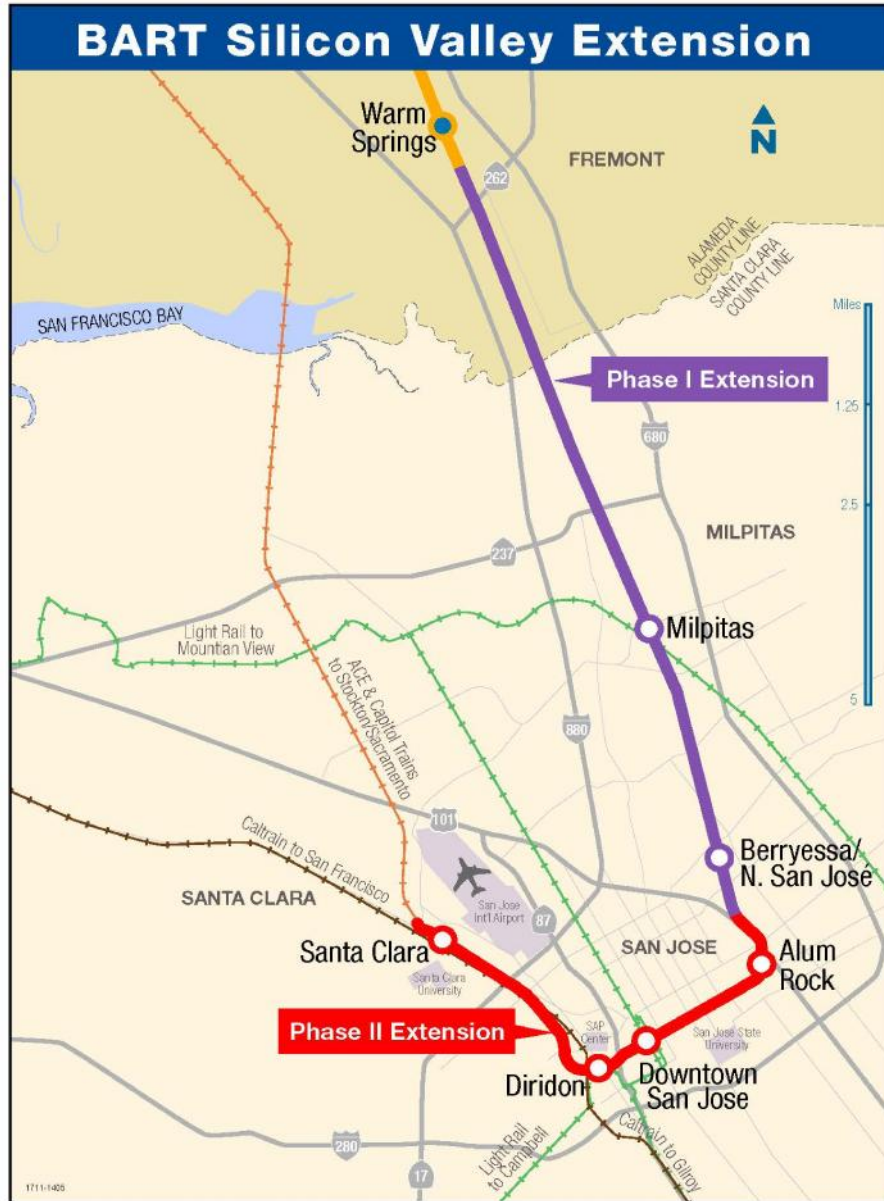 BART Silicon Valley Extension
Warm
Springs
N
FREMONT
262
ALAMEDA
COUNTY LINE
SANTA CLARA
COUNTY LINE
SAN FRANCISCO BAY
Miles
Phase I Extension
1.25
680
2.5
MILPITAS
237
Milpitas
Light Rail to
Mountian View
ACE & Capitol Trains
to Stockton/Sacramento
5
880
101
Caltrain to San Francisco
Berryessa/
N. San José
SANTA CLARA
San Jose
Int'l Airport
87
SAN JOSE
Santa Clara
Alum
Rock
Santa Clara
University
Phase II Extension
SAP
Center
San Jose State
University
Diridon
Downtown
San Jose
280
Light Rail
to Campbell
Caltrain to Gilroy
17
1711-1405